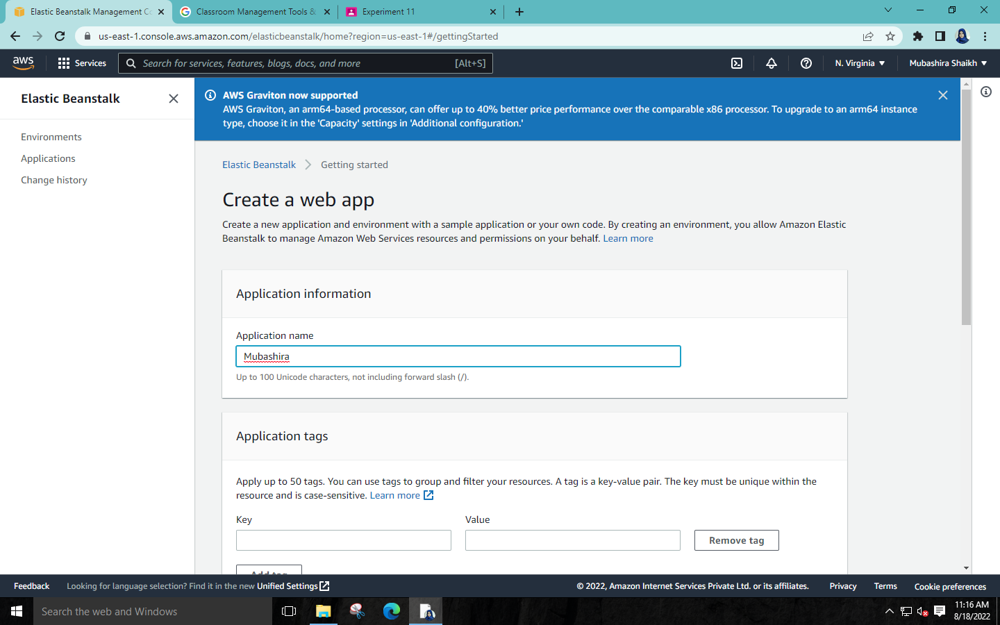 Elastic Beanstalk Management Co
Classroom Management Tools &
Experiment 11
us-east-1.console.aws.amazon.com/elasticbeanstalk/home?region=us-east-1#/gettingStarted
aws
Services
Search for services, features, blogs, docs, and more
[Alt+S]
N. Virginia
Mubashira Shaikh
Elastic Beanstalk
Environments
Applications
Change history
AWS Graviton now supported
AWS Graviton, an arm64-based processor, can offer up to 40% better price performance over the comparable x86 processor. To upgrade to an arm64 instance
type, choose it in the 'Capacity' settings in 'Additional configuration.'
Elastic Beanstalk
Getting started
Create a web app
Create a new application and environment with a sample application or your own code. By creating an environment, you allow Amazon Elastic
Beanstalk to manage Amazon Web Services resources and permissions on your behalf. Learn more
Application information
Application name
Mubashira
Up to 100 Unicode characters, not including forward slash (/).
Application tags
Apply up to 50 tags. You can use tags to group and filter your resources. A tag is a key-value pair. The key must be unique within the
resource and is case-sensitive. Learn more
Key
Value
Remove tag
Add tag
Feedback
Looking for language selection? Find it in the new Unified Settings
© 2022, Amazon Internet Services Private Ltd. or its affiliates.
Privacy
Terms
Cookie preferences
Search the web and Windows
11:16 AM
8/18/2022